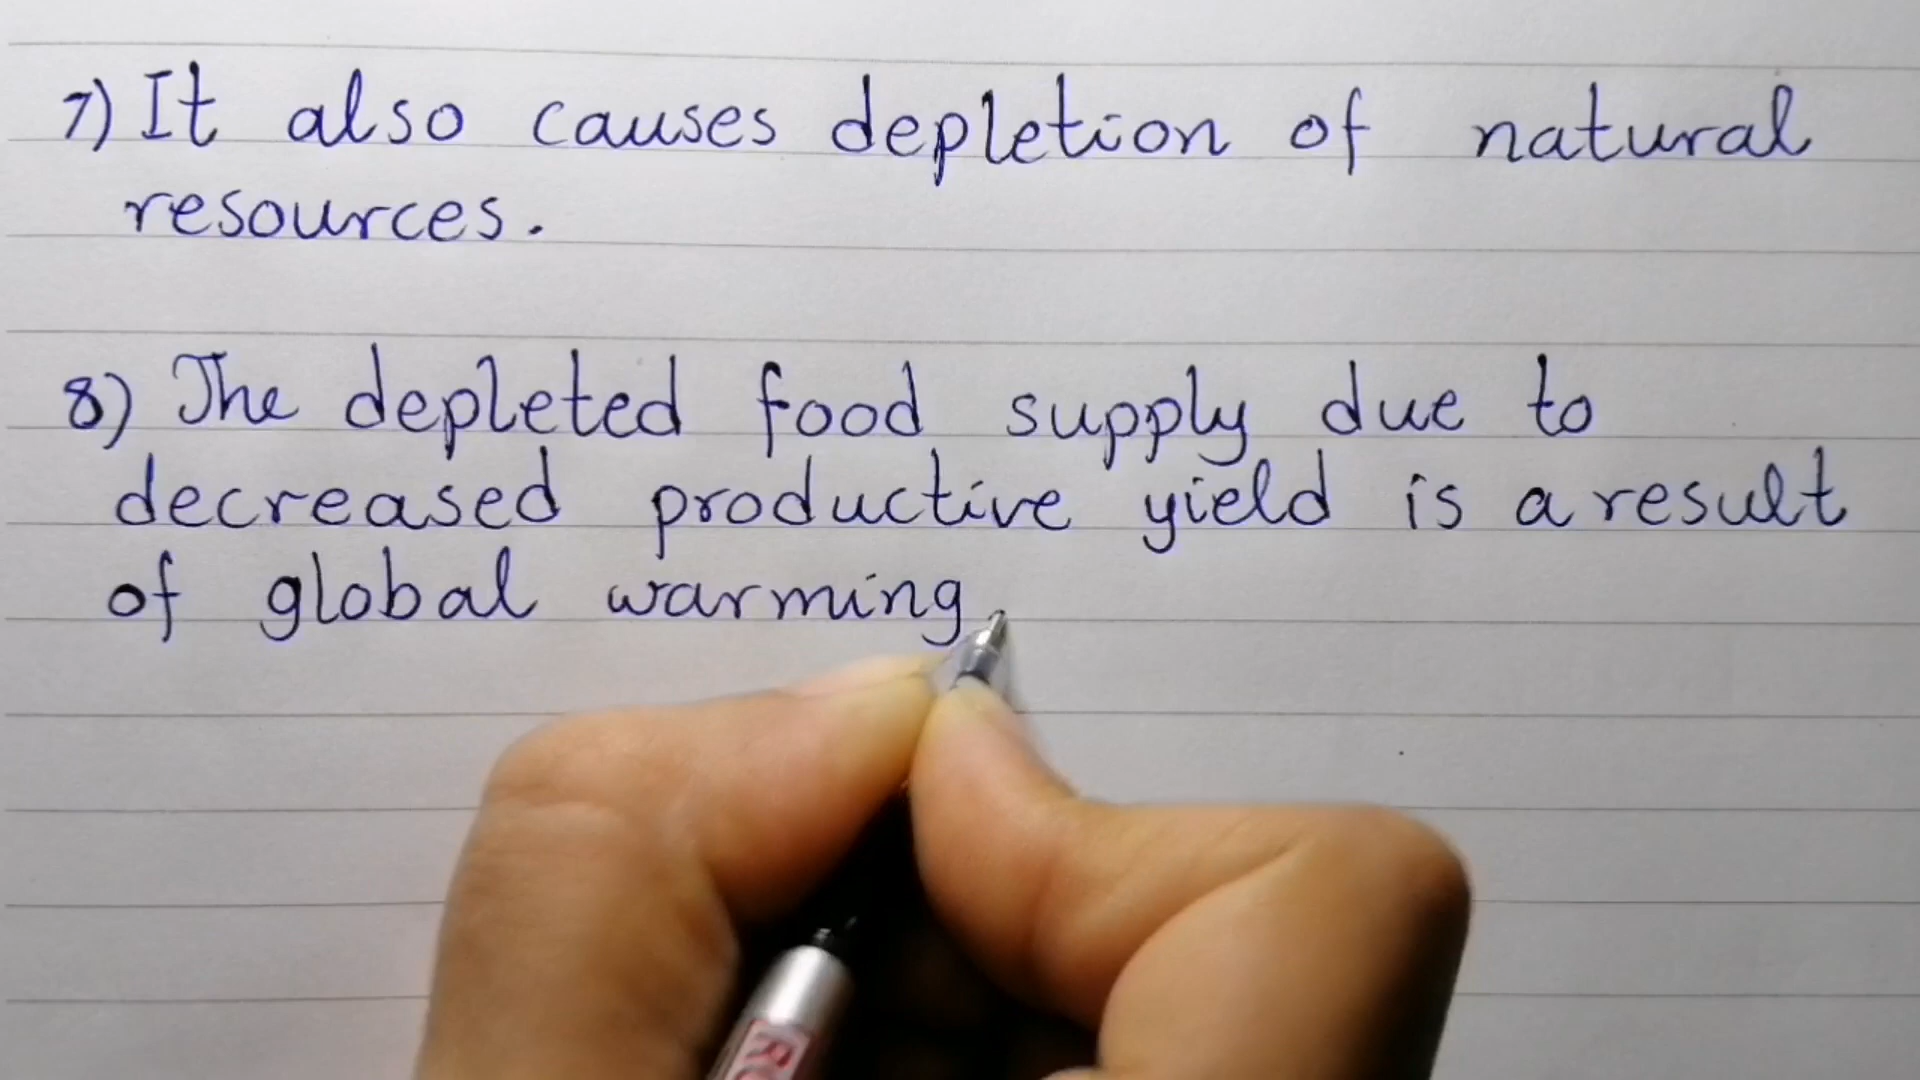 7) It also causes depletion of natural
resources.
8) The depleted food supply due to
decreased productive yield is a result
of global warming.